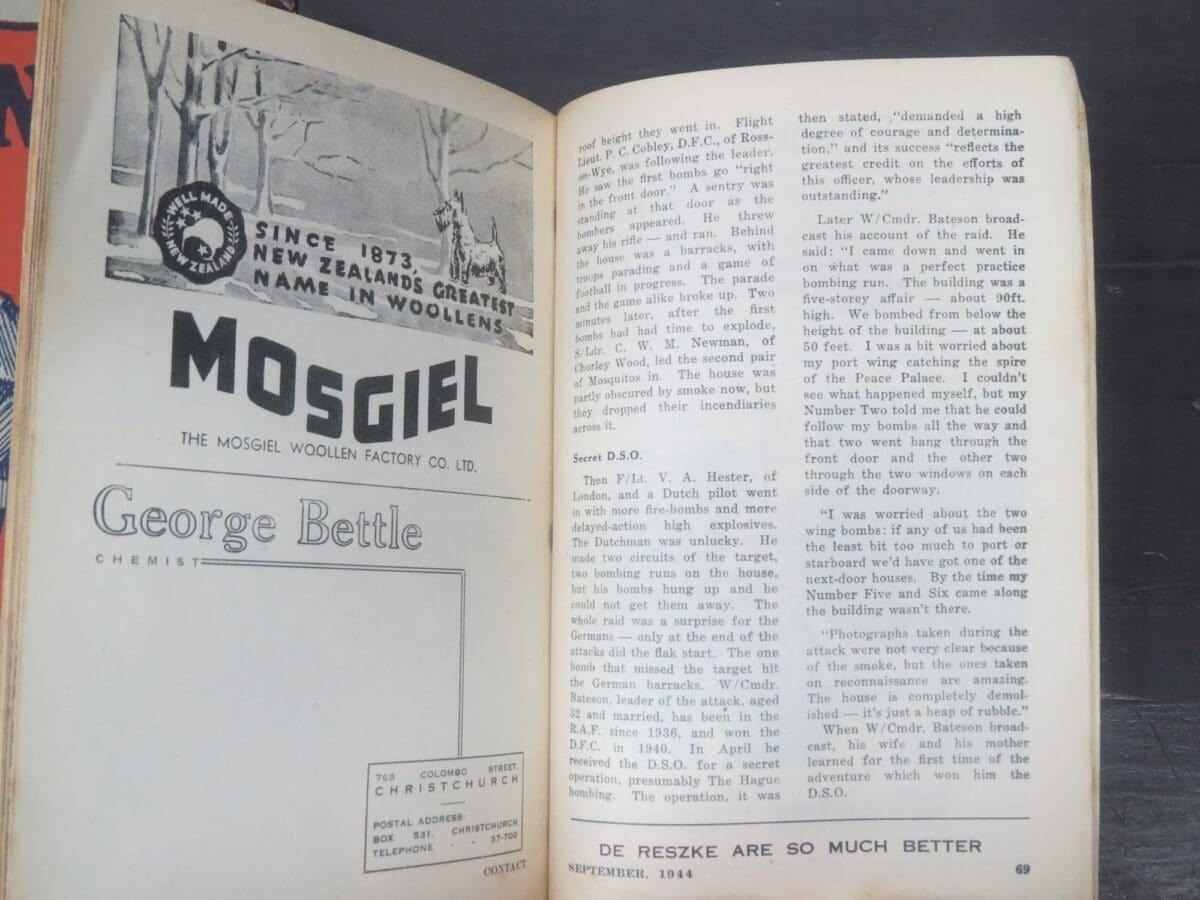 WELL MADE
NEW ZEALAND
SINCE 1873,
NEW ZEALAND'S GREATEST
NAME IN WOOLLENS
MOSGIEL
THE MOSGIEL WOOLLEN FACTORY CO. LTD.
George Bettle
CHEMIST
769 COLOMBO STREET,
CHRISTCHURCH
POSTAL ADDRESS:
BOX 531, CHRISTCHURCH
TELEPHONE - - 37-700
CONTACT
roof height they went in. Flight
Lieut. P. C. Cobley, D.F.C., of Ross-
on-Wye, was following the leader.
He saw the first bombs go "right
in the front door." A sentry was
standing at that door as the
bombers appeared. He threw
away his rifle — and ran. Behind
the house was a barracks, with
troops parading and a game of
football in progress. The parade
and the game alike broke up. Two
minutes later, after the first
bombs had had time to explode,
S/Ldr. C. W. M. Newman, of
Chorley Wood, led the second pair
of Mosquitos in. The house was
partly obscured by smoke now, but
they dropped their incendiaries
across it.
Secret D.S.O.
Then F/Lt. V. A. Hester, of
London, and a Dutch pilot went
in with more fire-bombs and more
delayed-action high explosives.
The Dutchman was unlucky. He
made two circuits of the target,
two bombing runs on the house,
but his bombs hung up and he
could not get them away. The
whole raid was a surprise for the
Germans — only at the end of the
attacks did the flak start. The one
bomb that missed the target hit
the German barracks. W/Cmdr.
Bateson, leader of the attack, aged
32 and married, has been in the
R.A.F. since 1936, and won the
D.F.C. in 1940. In April he
received the D.S.O. for a secret
operation, presumably The Hague
bombing. The operation, it was
then stated, "demanded a high
degree of courage and determina-
tion," and its success "reflects the
greatest credit on the efforts of
this officer, whose leadership was
outstanding."
Later W/Cmdr. Bateson broad-
cast his account of the raid. He
said: "I came down and went in
on what was a perfect practice
bombing run. The building was a
five-storey affair — about 90ft.
high. We bombed from below the
height of the building — at about
50 feet. I was a bit worried about
my port wing catching the spire
of the Peace Palace. I couldn't
see what happened myself, but my
Number Two told me that he could
follow my bombs all the way and
that two went bang through the
front door and the other two
through the two windows on each
side of the doorway.
"I was worried about the two
wing bombs: if any of us had been
the least bit too much to port or
starboard we'd have got one of the
next-door houses. By the time my
Number Five and Six came along
the building wasn't there.
"Photographs taken during the
attack were not very clear because
of the smoke, but the ones taken
on reconnaissance are amazing.
The house is completely demol-
ished — it's just a heap of rubble."
When W/Cmdr. Bateson broad-
cast, his wife and his mother
learned for the first time of the
adventure which won him the
D.S.O.
DE RESZKE ARE SO MUCH BETTER
SEPTEMBER, 1944
69